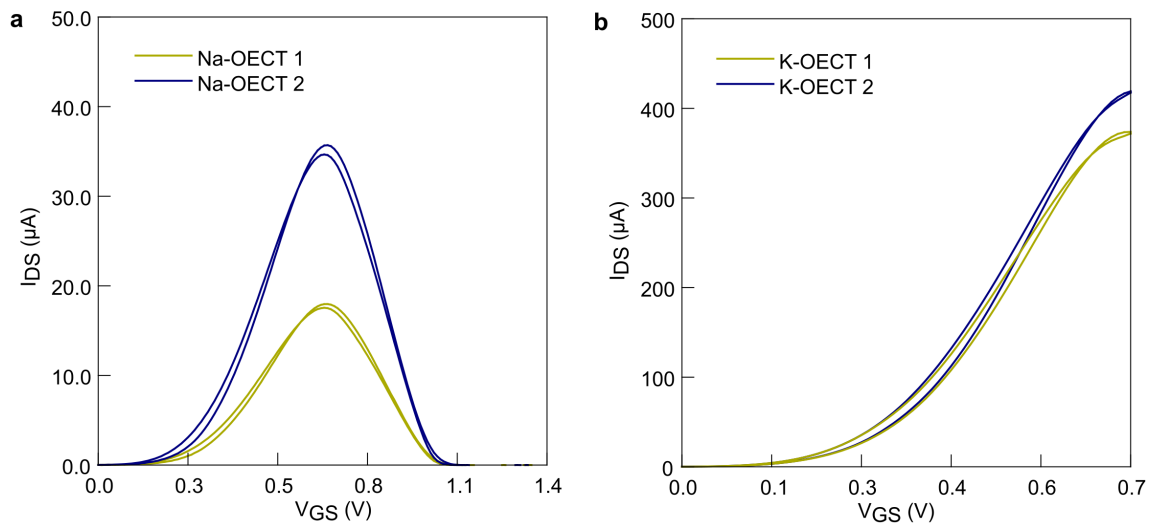 a
50.0
40.0
30.0
20.0
10.0
0.0
IDS (µA)
Na-OECT 1
Na-OECT 2
0.0 0.3 0.5 0.8 1.1 1.4
VGS (V)
b
500
400
300
200
100
0
IDS (µA)
K-OECT 1
K-OECT 2
0.0 0.1 0.3 0.4 0.6 0.7
VGS (V)